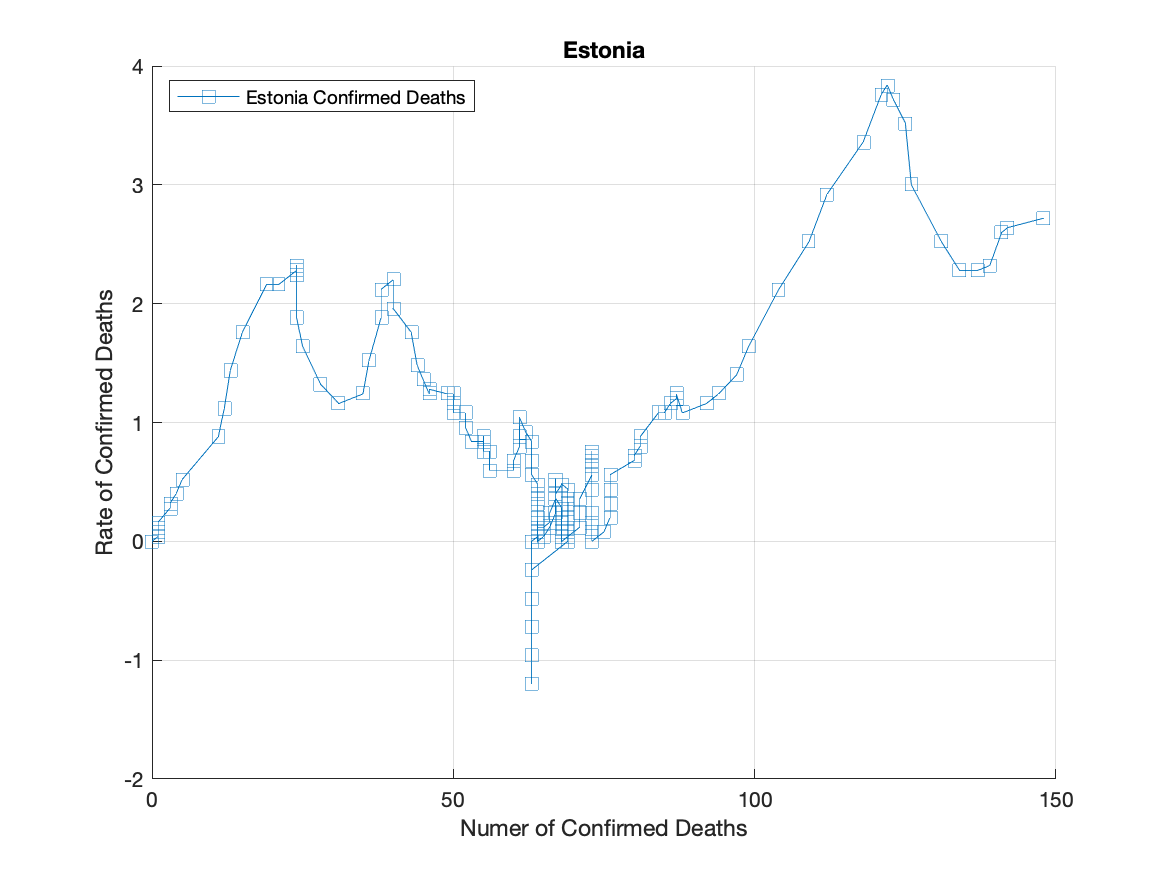 Estonia
Estonia Confirmed Deaths
4
3
2
1
0
-1
-2
Rate of Confirmed Deaths
0 50 100 150
Numer of Confirmed Deaths